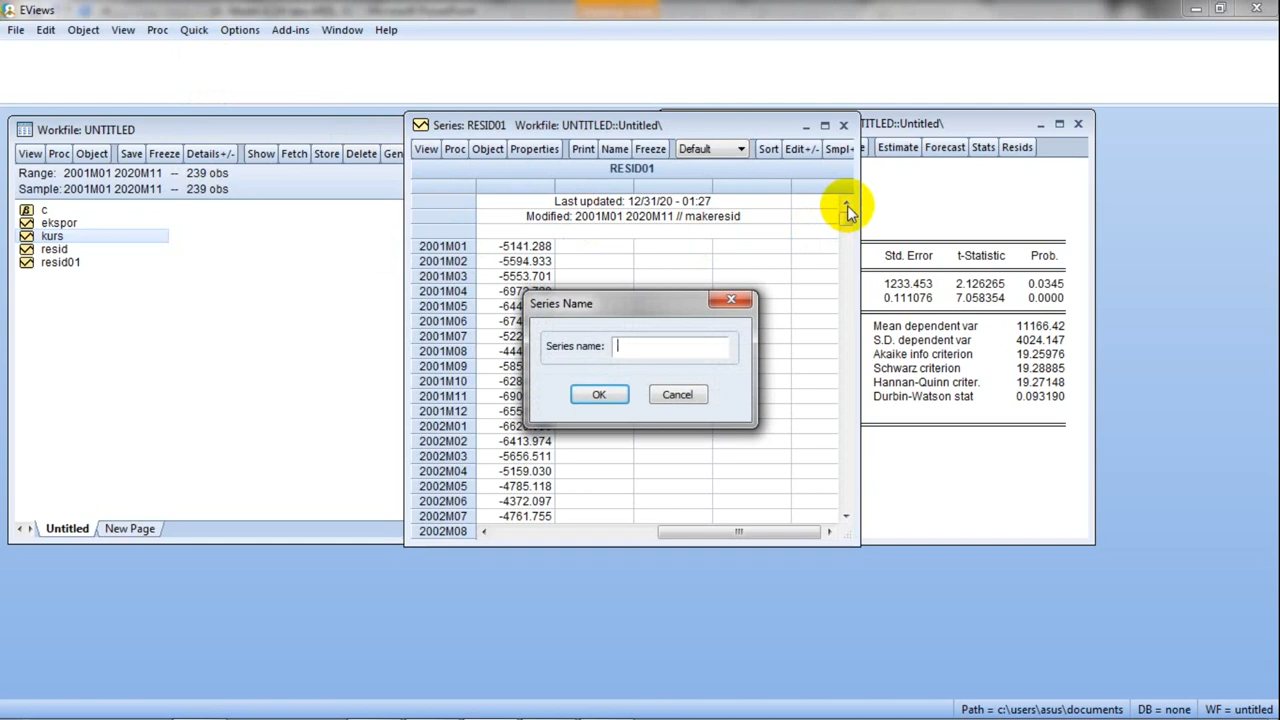 EViews
File Edit Object View Proc Quick Options Add-ins Window Help
Workfile: UNTITLED
View Proc Object Save Freeze Details+/- Show Fetch Store Delete Gen
Range: 2001M01 2020M11 -- 239 obs
Sample: 2001M01 2020M11 -- 239 obs
c
ekspor
kurs
resid
resid01
Untitled New Page
Series: RESID01 Workfile: UNTITLED::Untitled\
View Proc Object Properties Print Name Freeze Default Sort Edit+/- Smpl+
RESID01
Last updated: 12/31/20 - 01:27
Modified: 2001M01 2020M11 // makeresid
2001M01 -5141.288
2001M02 -5594.933
2001M03 -5553.701
2001M04
2001M05
2001M06
2001M07
2001M08
2001M09
2001M10
2001M11
2001M12
2002M01
2002M02 -6413.974
2002M03 -5656.511
2002M04 -5159.030
2002M05 -4785.118
2002M06 -4372.097
2002M07 -4761.755
2002M08
Series Name
Series name:
OK Cancel
TLED::Untitled\
Estimate Forecast Stats Resids
Std. Error t-Statistic Prob.
1233.453 2.126265 0.0345
0.111076 7.058354 0.0000
Mean dependent var 11166.42
S.D. dependent var 4024.147
Akaike info criterion 19.25976
Schwarz criterion 19.28885
Hannan-Quinn criter. 19.27148
Durbin-Watson stat 0.093190
Path = c:\users\asus\documents DB = none WF = untitled